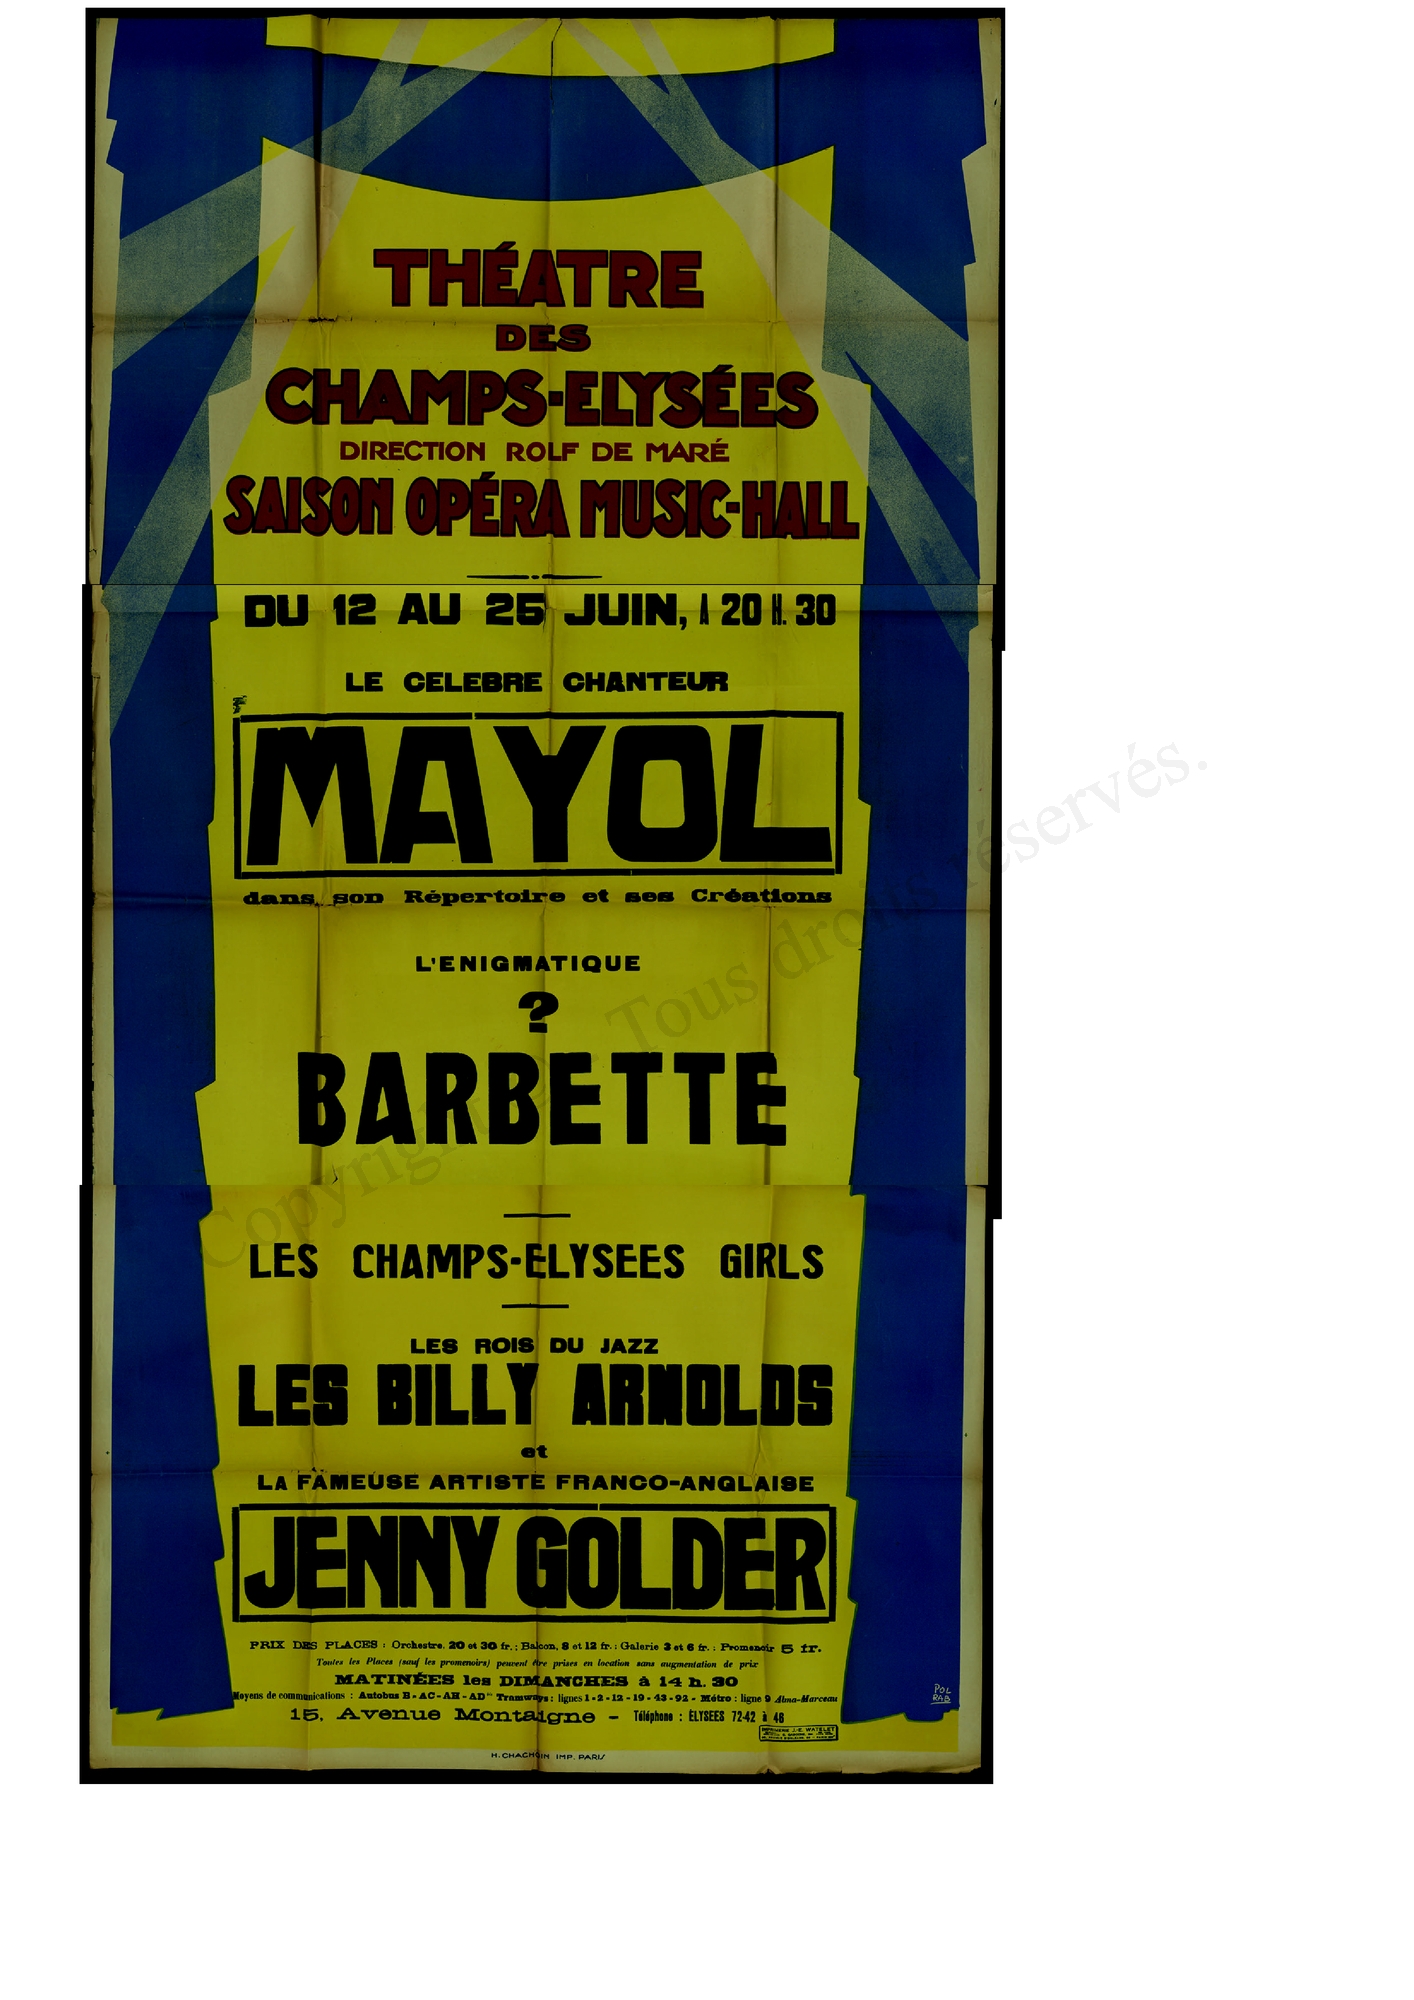 THÉATRE
DES
CHAMPS-ELYSÉES
DIRECTION ROLF DE MARÉ
SAISON OPÉRA MUSIC-HALL
DU 12 AU 25 JUIN, A 20 H. 30
LE CELEBRE CHANTEUR
MAYOL
dans son Répertoire et ses Créations
L'ENIGMATIQUE
?
BARBETTE
LES CHAMPS-ELYSEES GIRLS
LES ROIS DU JAZZ
LES BILLY ARNOLDS
et
LA FAMEUSE ARTISTE FRANCO-ANGLAISE
JENNY GOLDER
PRIX DES PLACES : Orchestre, 20 et 30 fr. ; Balcon, 8 et 12 fr. ; Galerie 3 et 6 fr. ; Promenoir 5 fr.
Toutes les Places (sauf les promenoirs) peuvent être prises en location sans augmentation de prix
MATINÉES les DIMANCHES à 14 h. 30
Moyens de communications : Autobus B - AC - AH - AD Tramways : lignes 1 - 2 - 12 - 19 - 43 - 92 - Métro : ligne 9 Alma-Marceau
15, Avenue Montaigne - Téléphone : ÉLYSEES 72-42 à 46
POL
RAB
IMPRIMERIE J.-E. WATELET
H. CHACHOIN IMP. PARIS
Copyright . Tous droits réservés.